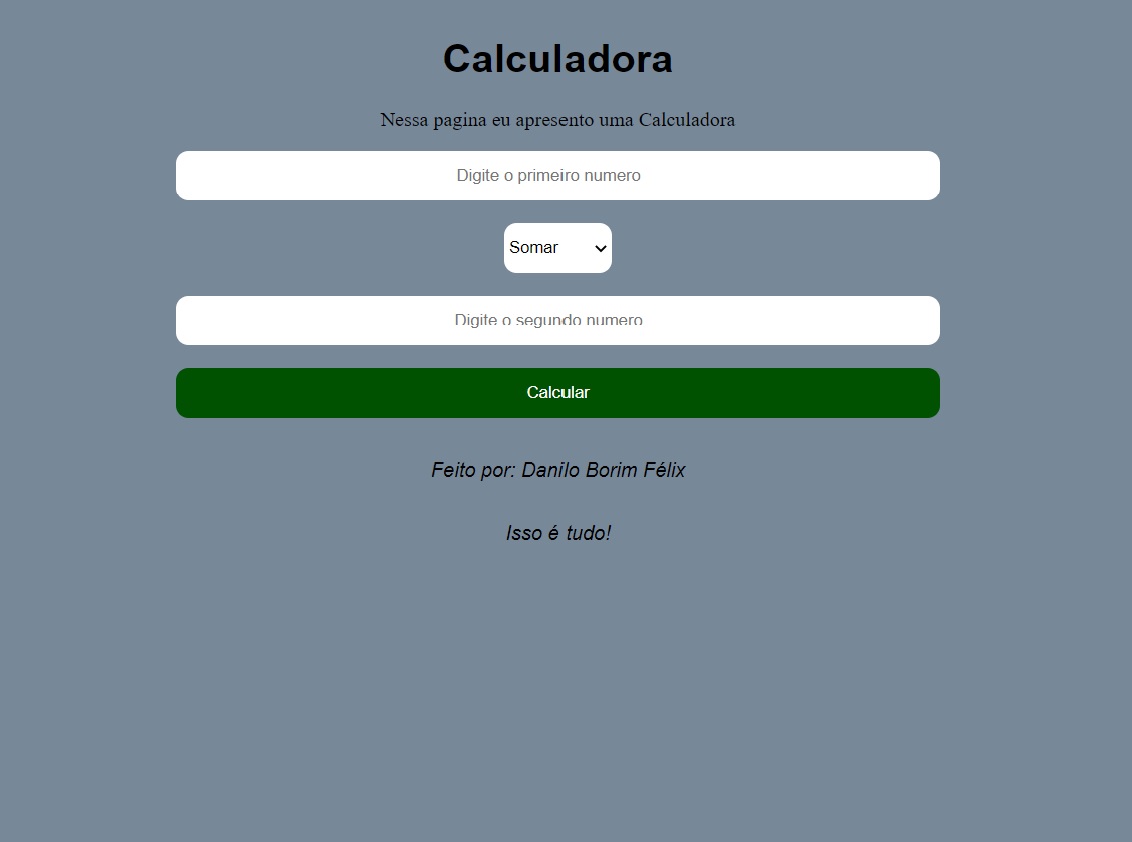 Calculadora
Nessa pagina eu apresento uma Calculadora
Digite o primeiro numero
Somar
Digite o segundo numero
Calcular
Feito por: Danilo Borim Félix
Isso é tudo!